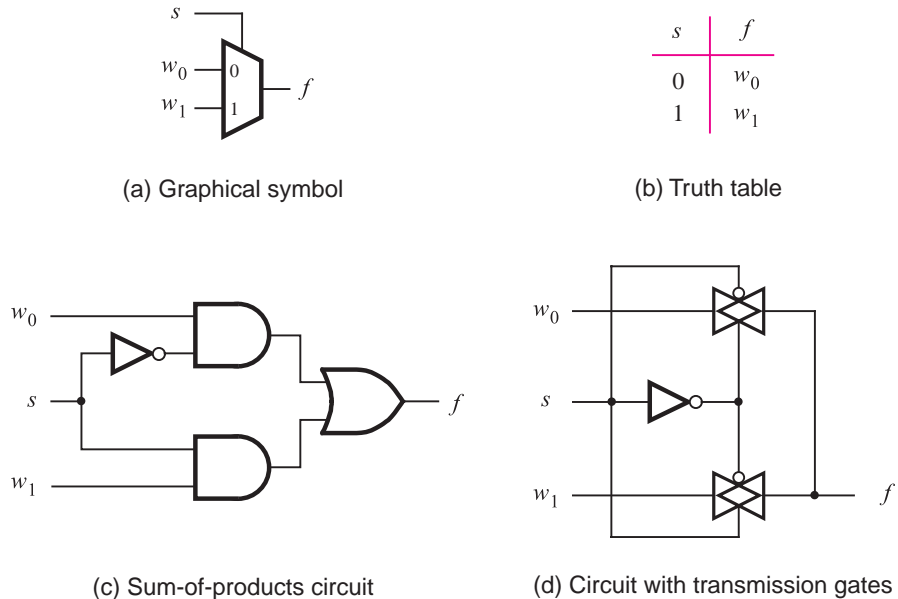 s
w0
0
w1
1
f
(a) Graphical symbol
s f
0 w0
1 w1
(b) Truth table
w0
s
w1
f
(c) Sum-of-products circuit
w0
s
w1
f
(d) Circuit with transmission gates